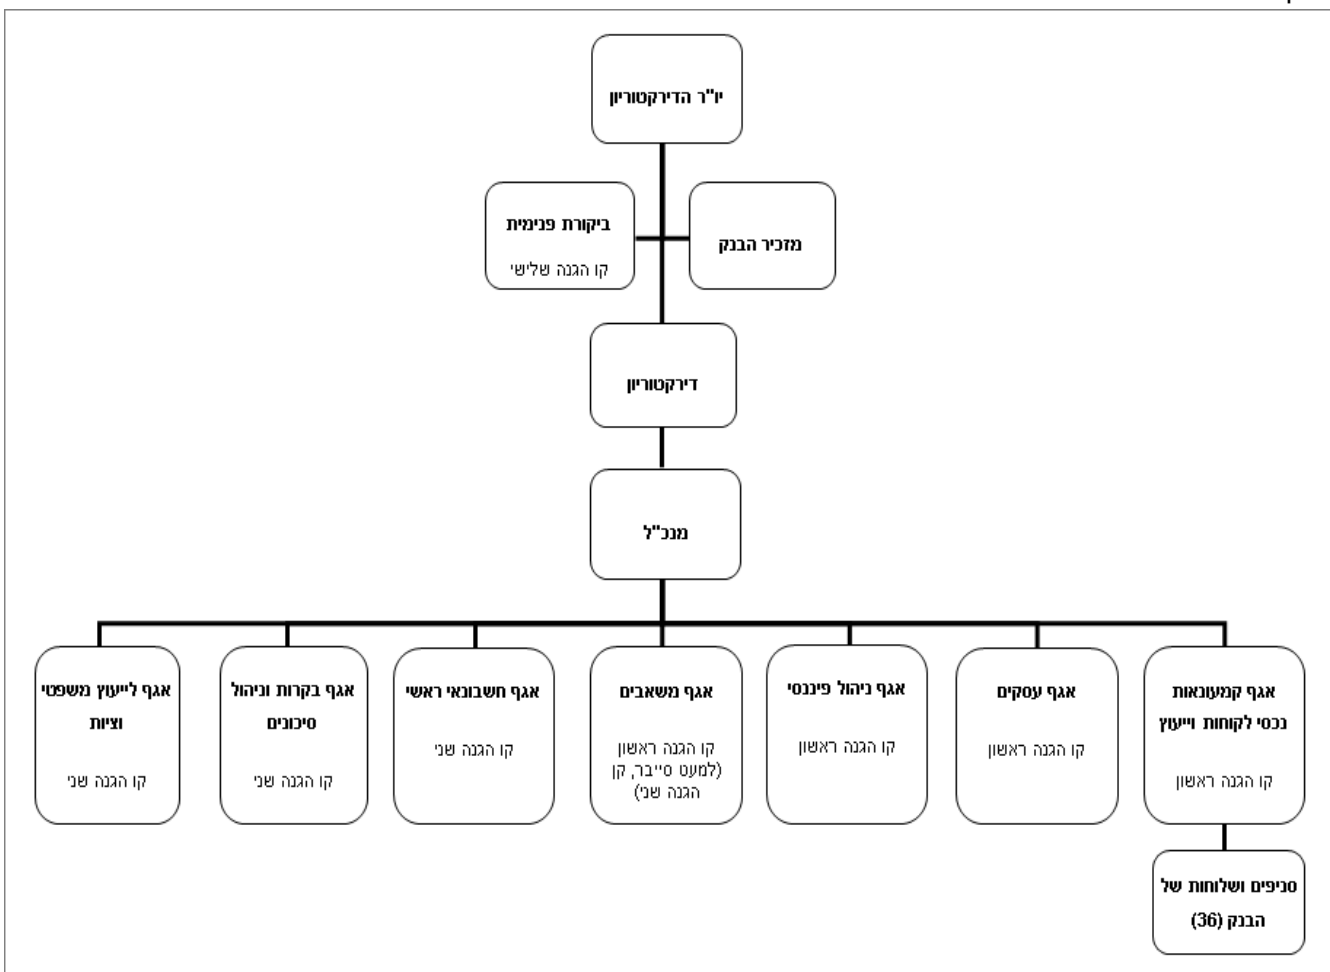 יו"ר הדירקטוריון
מזכיר הבנק
ביקורת פנימית
קו הגנה שלישי
דירקטוריון
מנכ"ל
אגף קמעונאות
נכסי לקוחות וייעוץ
קו הגנה ראשון
אגף עסקים
קו הגנה ראשון
אגף ניהול פיננסי
קו הגנה ראשון
אגף משאבים
קו הגנה ראשון
(למעט סייבר, קן
הגנה שני)
אגף חשבונאי ראשי
קו הגנה שני
אגף בקרות וניהול
סיכונים
קו הגנה שני
אגף לייעוץ משפטי
וציות
קו הגנה שני
סניפים ושלוחות של
הבנק (36)